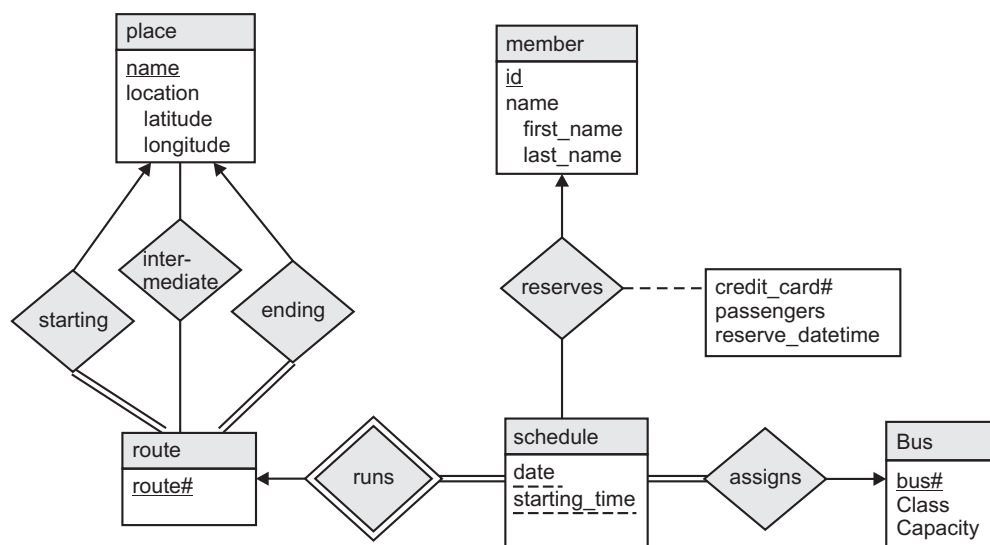 place
name
location
latitude
longitude
member
id
name
first_name
last_name
starting
inter-
mediate
ending
reserves
credit_card#
passengers
reserve_datetime
route
route#
runs
schedule
date
starting_time
assigns
Bus
bus#
Class
Capacity